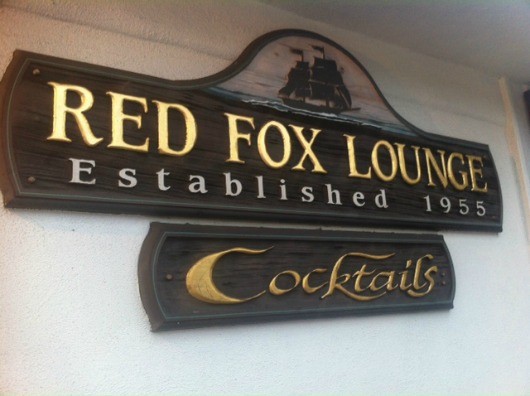 RED FOX LOUNGE
Established 1955
Cocktails